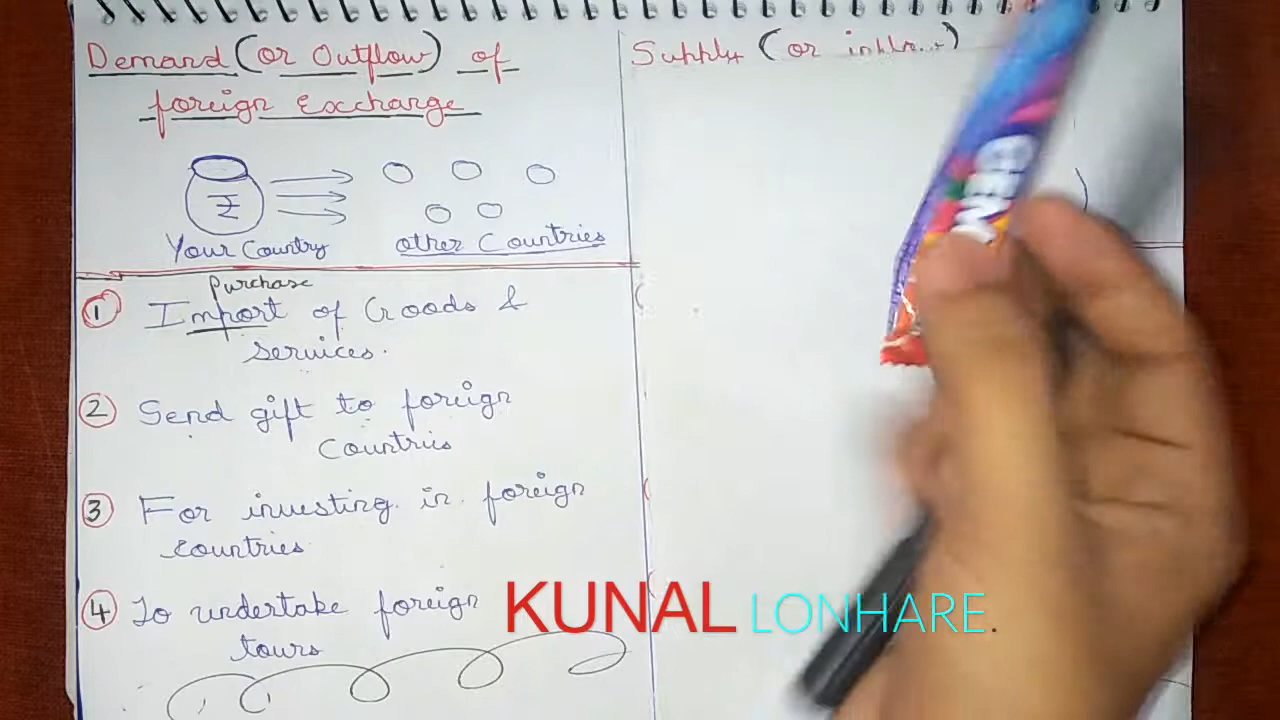 Demand (or Outflow) of
foreign Exchange
₹
Your Country
other Countries
Purchase
1 Import of Goods &
services.
2 Send gift to foreign
Countries
3 For investing in foreign
countries
4 To undertake foreign
tours
Supply (or
GEM
KUNAL LONHARE.